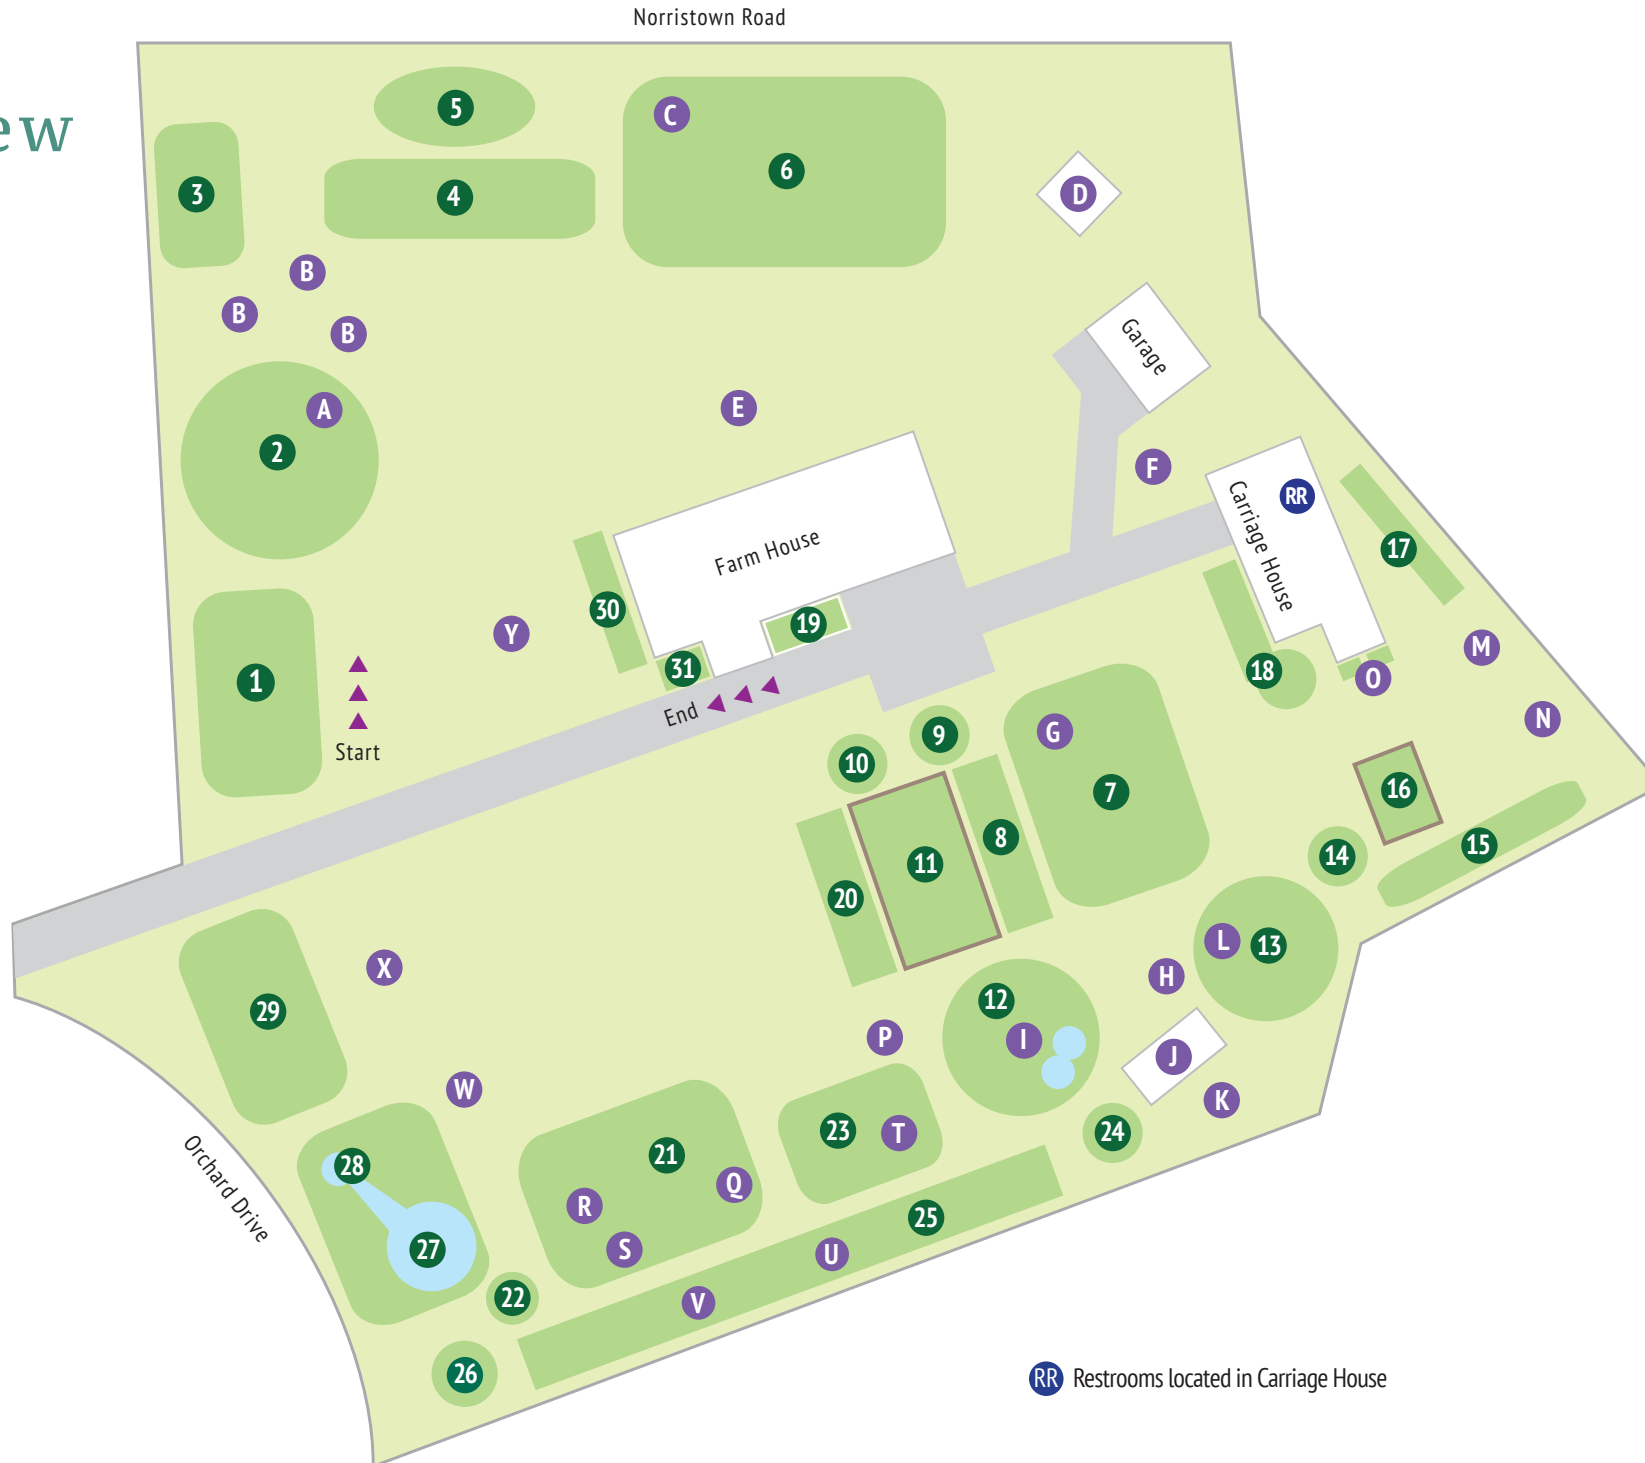 Norristown Road
ew
5
C
6
3
4
D
B
B
B
Garage
A
E
2
F
RR
Carriage House
17
Farm House
30
19
Y
31
M
1
18
O
End
Start
G
9
N
10
7
16
8
11
14
15
20
L
13
X
H
12
29
P
I
J
W
K
23
T
24
28
21
Orchard Drive
Q
R
25
S
27
U
22
V
26
RR Restrooms located in Carriage House